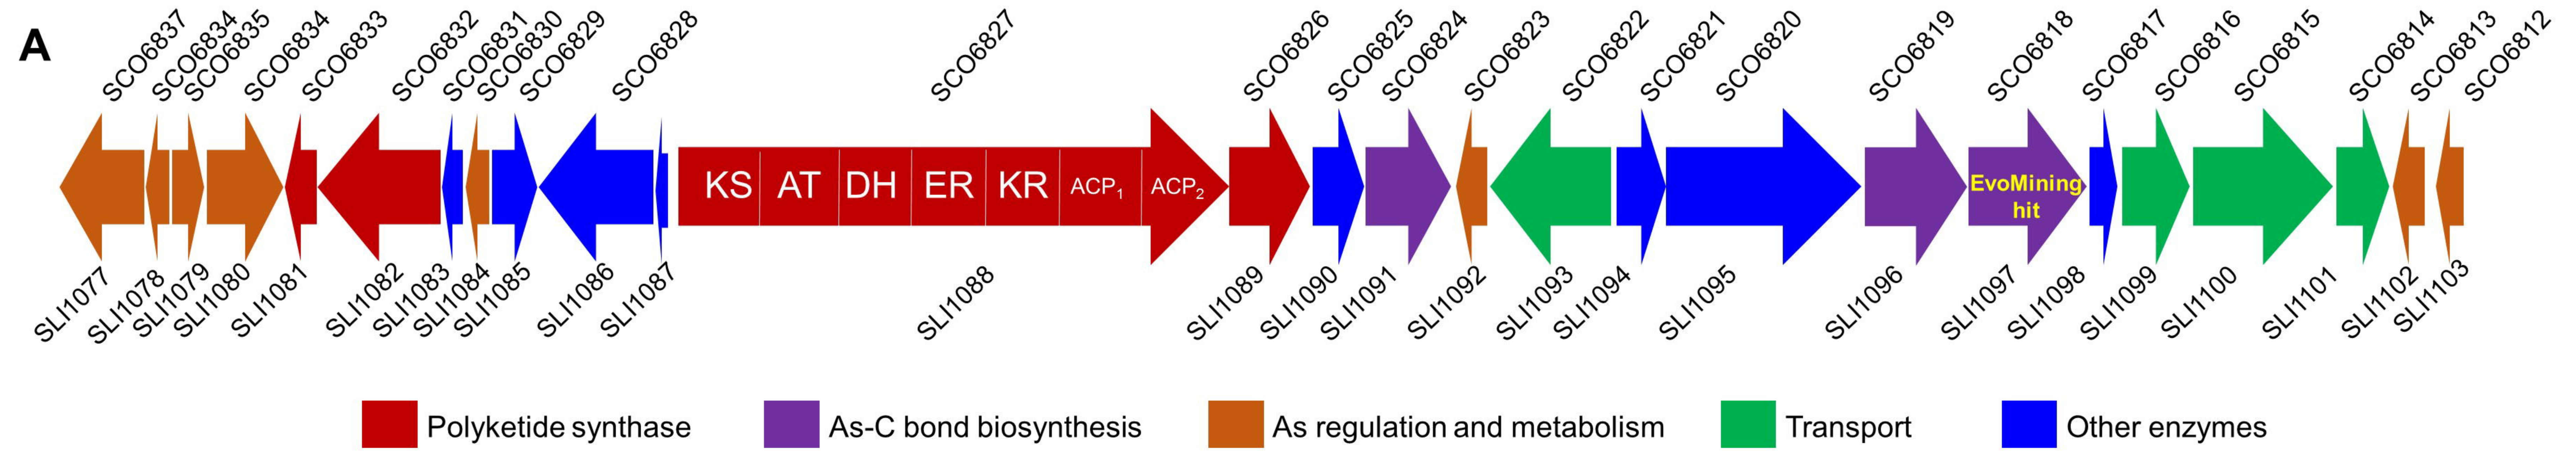 A
SCO6837
SCO6834
SCO6835
SCO6834
SCO6833
SCO6832
SCO6831
SCO6830
SCO6829
SCO6828
SCO6827
SCO6826
SCO6825
SCO6824
SCO6823
SCO6822
SCO6821
SCO6820
SCO6819
SCO6818
SCO6817
SCO6816
SCO6815
SCO6814
SCO6813
SCO6812
KS AT DH ER KR ACP1 ACP2
EvoMining
hit
SLI1077
SLI1078
SLI1079
SLI1080
SLI1081
SLI1082
SLI1083
SLI1084
SLI1085
SLI1086
SLI1087
SLI1088
SLI1089
SLI1090
SLI1091
SLI1092
SLI1093
SLI1094
SLI1095
SLI1096
SLI1097
SLI1098
SLI1099
SLI1100
SLI1101
SLI1102
SLI1103
Polyketide synthase
As-C bond biosynthesis
As regulation and metabolism
Transport
Other enzymes